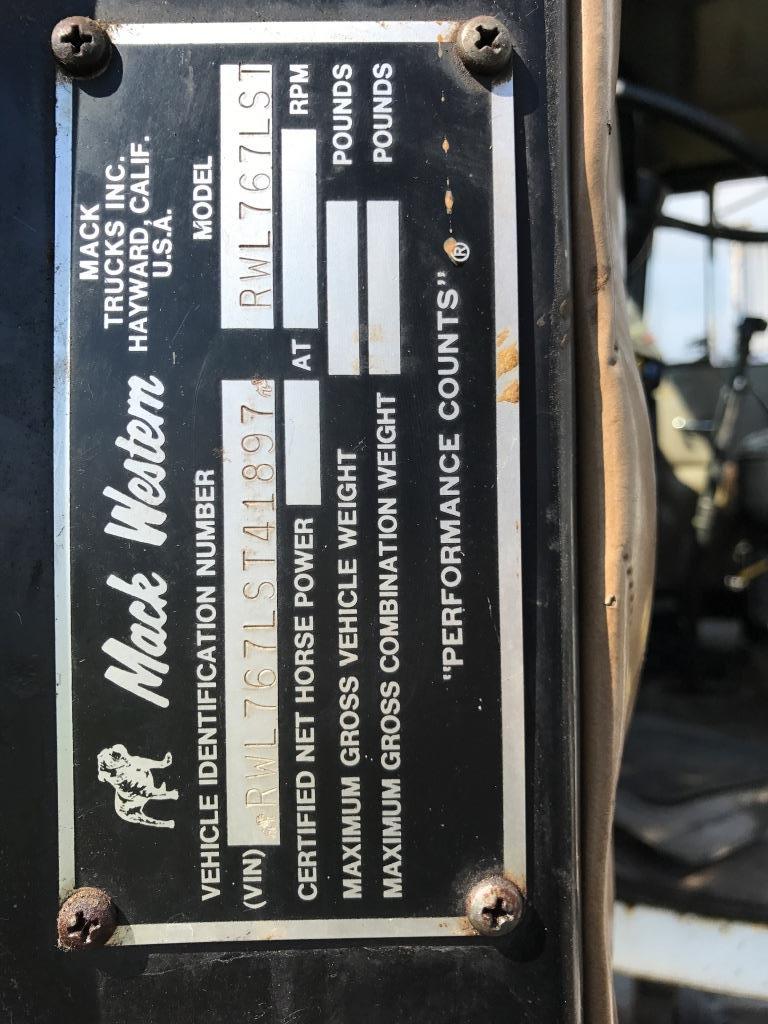 Mack Western
MACK
TRUCKS INC.
HAYWARD, CALIF.
U.S.A.
VEHICLE IDENTIFICATION NUMBER
MODEL
(VIN) RWL767LST41897
RWL767LST
CERTIFIED NET HORSE POWER AT RPM
MAXIMUM GROSS VEHICLE WEIGHT POUNDS
MAXIMUM GROSS COMBINATION WEIGHT POUNDS
"PERFORMANCE COUNTS"®